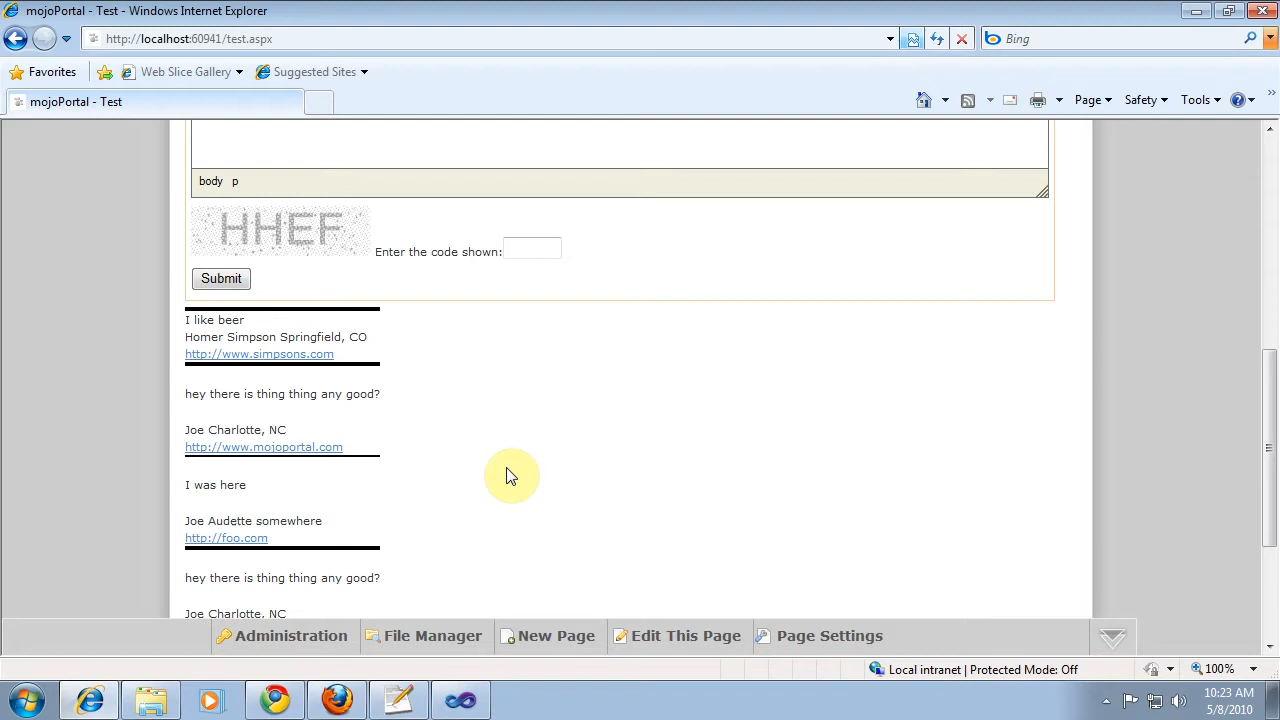 mojoPortal - Test - Windows Internet Explorer
http://localhost:60941/test.aspx
Bing
Favorites
Web Slice Gallery
Suggested Sites
mojoPortal - Test
Page
Safety
Tools
body p
HHEF
Enter the code shown:
Submit
I like beer
Homer Simpson Springfield, CO
http://www.simpsons.com
hey there is thing thing any good?
Joe Charlotte, NC
http://www.mojoportal.com
I was here
Joe Audette somewhere
http://foo.com
hey there is thing thing any good?
Joe Charlotte, NC
Administration
File Manager
New Page
Edit This Page
Page Settings
Local intranet | Protected Mode: Off
100%
10:23 AM
5/8/2010